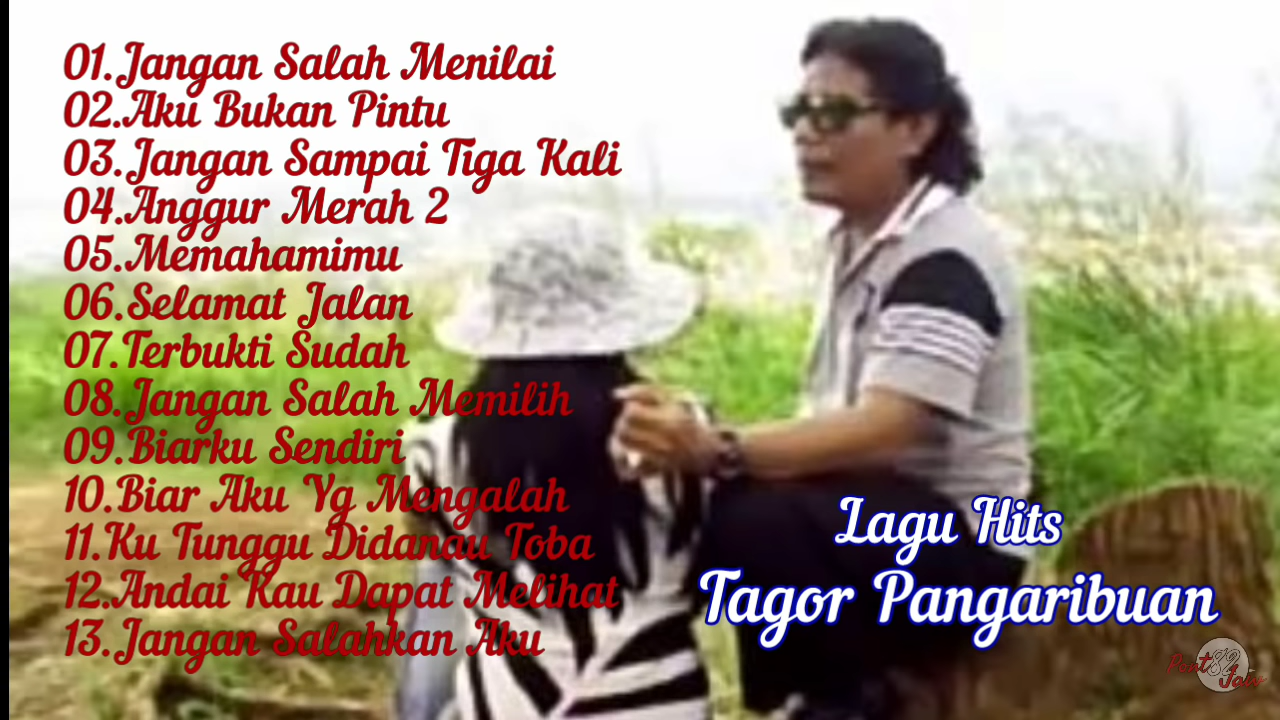 01.Jangan Salah Menilai
02.Aku Bukan Pintu
03.Jangan Sampai Tiga Kali
04.Anggur Merah 2
05.Memahamimu
06.Selamat Jalan
07.Terbukti Sudah
08.Jangan Salah Memilih
09.Biarku Sendiri
10.Biar Aku Yg Mengalah
11.Ku Tunggu Didanau Toba
12.Andai Kau Dapat Melihat
13.Jangan Salahkan Aku
Lagu Hits
Tagor Pangaribuan